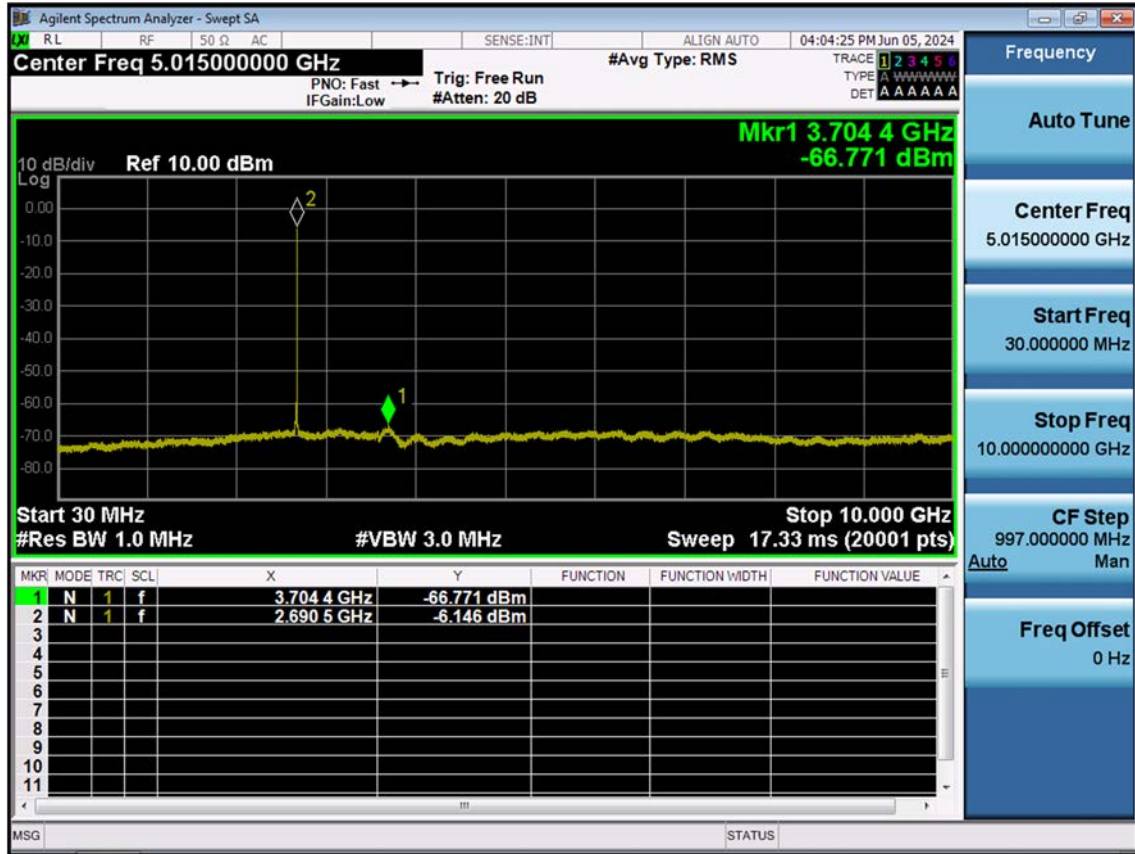 Agilent Spectrum Analyzer - Swept SA
LXI RL RF 50 Ω AC SENSE:INT ALIGN AUTO 04:04:25 PM Jun 05, 2024
Center Freq 5.015000000 GHz #Avg Type: RMS TRACE 1 2 3 4 5 6
PNO: Fast Trig: Free Run TYPE A WWWWW
IFGain:Low #Atten: 20 dB DET A A A A A A
Mkr1 3.704 4 GHz
-66.771 dBm
10 dB/div Ref 10.00 dBm
Log
0.00
-10.0
-20.0
-30.0
-40.0
-50.0
-60.0
-70.0
-80.0
2
1
Start 30 MHz Stop 10.000 GHz
#Res BW 1.0 MHz #VBW 3.0 MHz Sweep 17.33 ms (20001 pts)
MKR MODE TRC SCL X Y FUNCTION FUNCTION WIDTH FUNCTION VALUE
1 N 1 f 3.704 4 GHz -66.771 dBm
2 N 1 f 2.690 5 GHz -6.146 dBm
3
4
5
6
7
8
9
10
11
MSG STATUS
Frequency
Auto Tune
Center Freq
5.015000000 GHz
Start Freq
30.000000 MHz
Stop Freq
10.000000000 GHz
CF Step
997.000000 MHz
Auto Man
Freq Offset
0 Hz